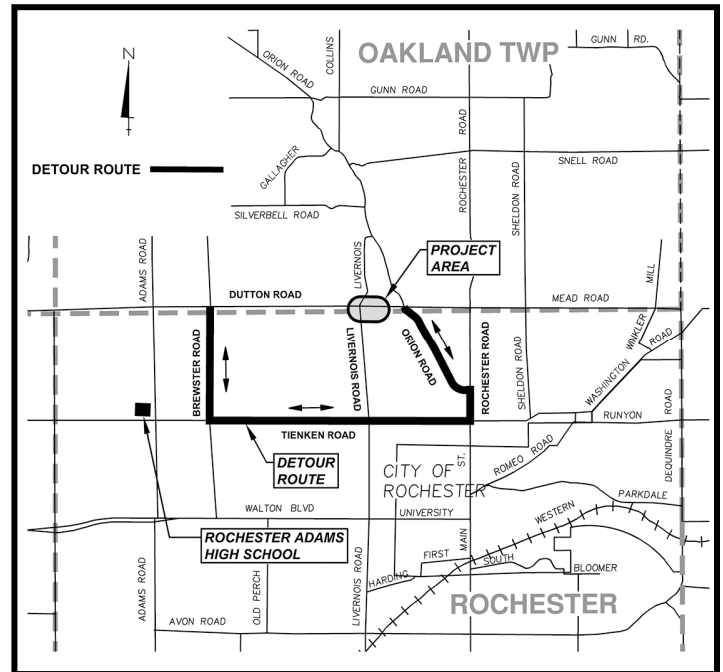 OAKLAND TWP
GUNN RD.
COLLINS
ORION ROAD
N
GUNN ROAD
DETOUR ROUTE
GALLAGHER
ROCHESTER ROAD
SHELDON ROAD
SNELL ROAD
SILVERBELL ROAD
ADAMS ROAD
LIVERNOIS
PROJECT
AREA
WINKLER MILL
DUTTON ROAD
MEAD ROAD
BREWSTER ROAD
LIVERNOIS ROAD
ORION ROAD
ROCHESTER ROAD
SHELDON ROAD
WASHINGTON ROAD
RUNYON
TIENKEN ROAD
DETOUR
ROUTE
CITY OF
ROCHESTER
MAIN ST.
ROMEO ROAD
DEQUINDRE ROAD
PARKDALE
WALTON BLVD
UNIVERSITY
WESTERN
ROCHESTER ADAMS
HIGH SCHOOL
FIRST
SOUTH
HARDING
BLOOMER
ADAMS ROAD
OLD PERCH
LIVERNOIS ROAD
ROCHESTER
AVON ROAD